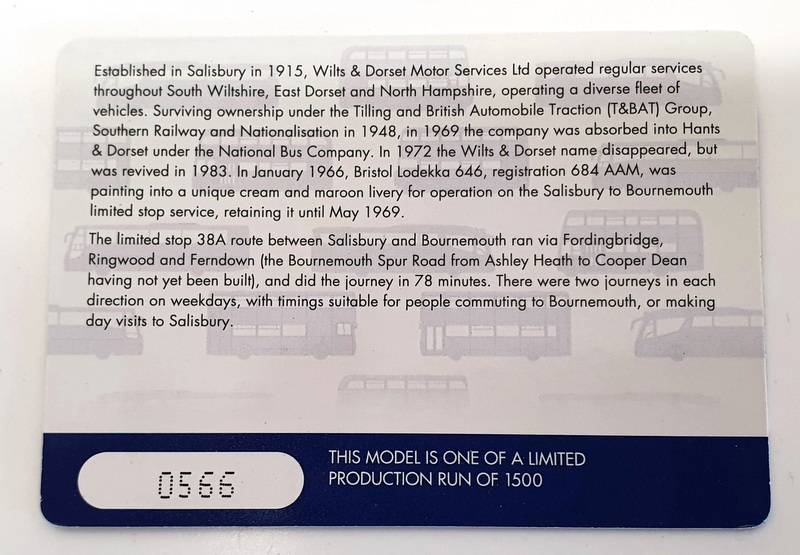 Established in Salisbury in 1915, Wilts & Dorset Motor Services Ltd operated regular services
throughout South Wiltshire, East Dorset and North Hampshire, operating a diverse fleet of
vehicles. Surviving ownership under the Tilling and British Automobile Traction (T&BAT) Group,
Southern Railway and Nationalisation in 1948, in 1969 the company was absorbed into Hants
& Dorset under the National Bus Company. In 1972 the Wilts & Dorset name disappeared, but
was revived in 1983. In January 1966, Bristol Lodekka 646, registration 684 AAM, was
painting into a unique cream and maroon livery for operation on the Salisbury to Bournemouth
limited stop service, retaining it until May 1969.
The limited stop 38A route between Salisbury and Bournemouth ran via Fordingbridge,
Ringwood and Ferndown (the Bournemouth Spur Road from Ashley Heath to Cooper Dean
having not yet been built), and did the journey in 78 minutes. There were two journeys in each
direction on weekdays, with timings suitable for people commuting to Bournemouth, or making
day visits to Salisbury.
0566
THIS MODEL IS ONE OF A LIMITED
PRODUCTION RUN OF 1500